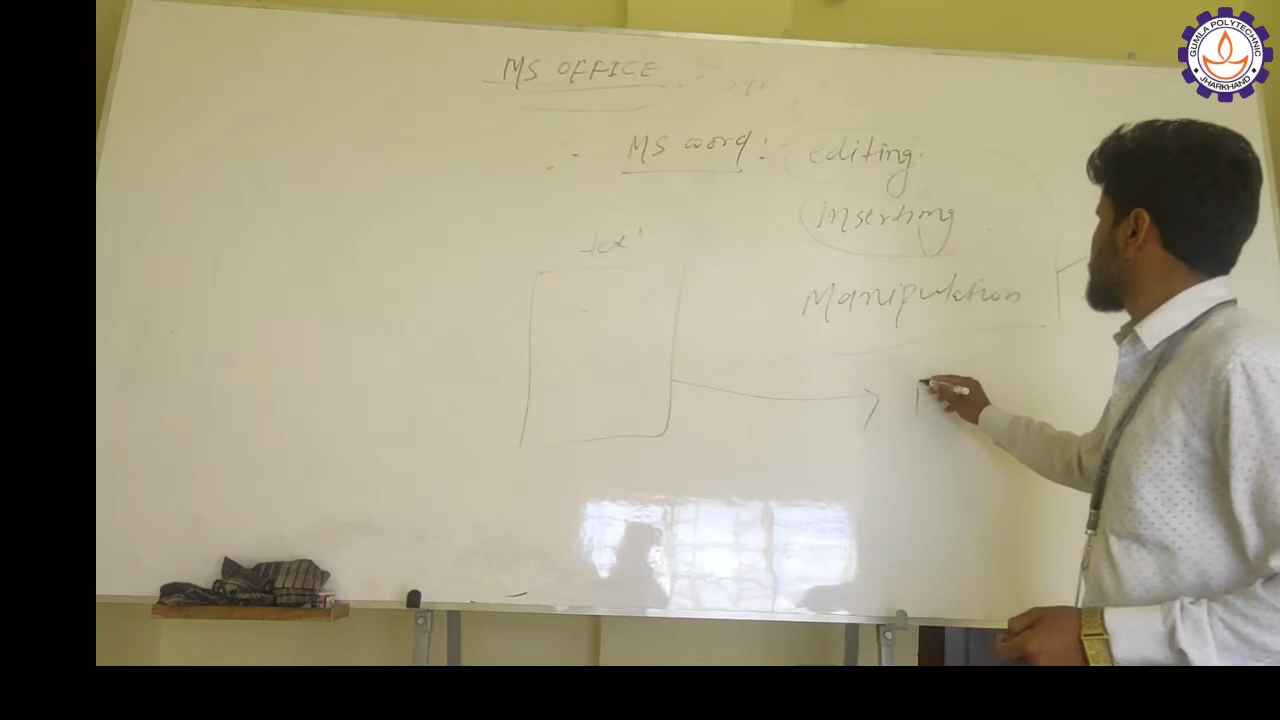 MS OFFICE
MS word :- editing
Inserting
Manipulation
text
GUMLA POLYTECHNIC
JHARKHAND